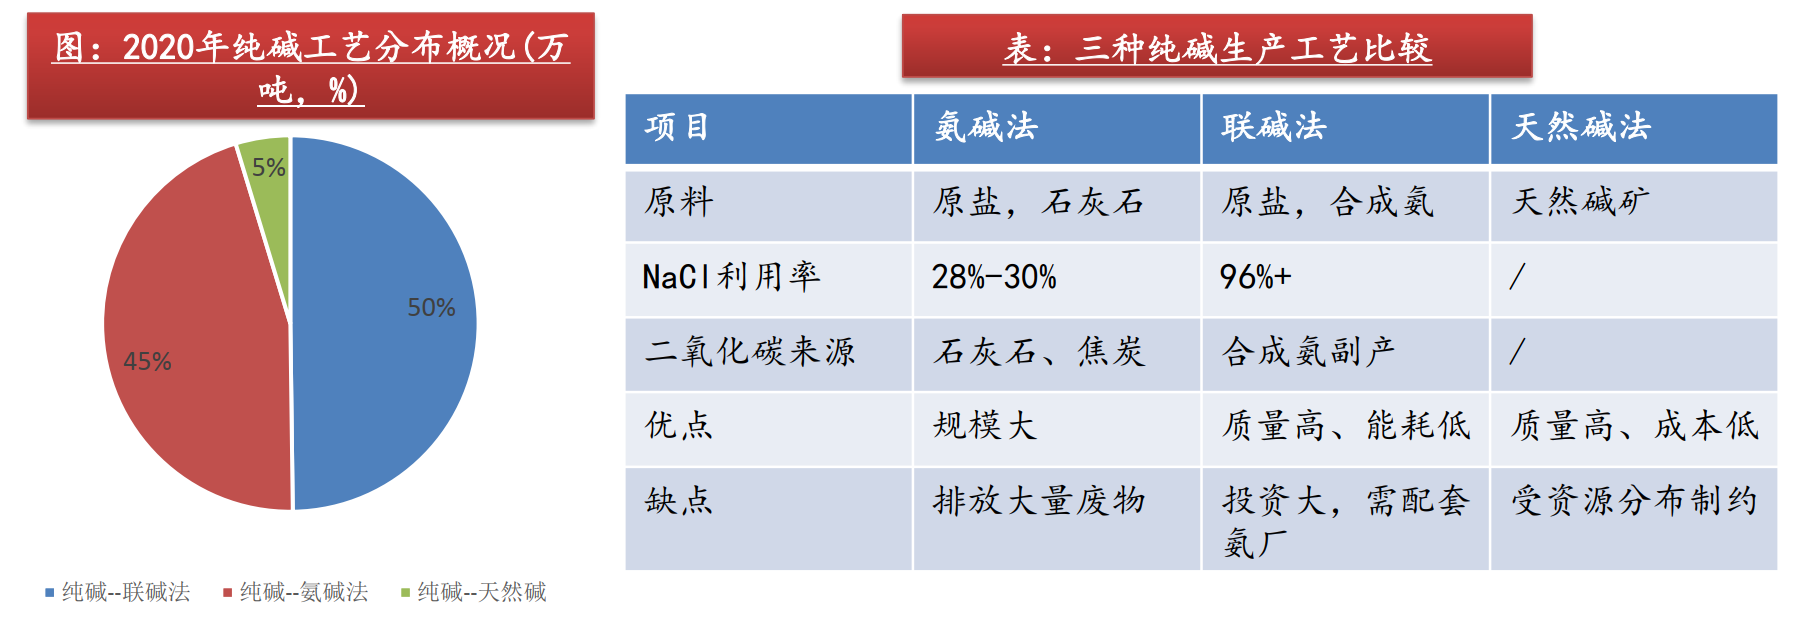 图：2020年纯碱工艺分布概况(万
吨，%)
5%
50%
45%
纯碱--联碱法 纯碱--氨碱法 纯碱--天然碱
表：三种纯碱生产工艺比较
项目 氨碱法 联碱法 天然碱法
原料 原盐，石灰石 原盐，合成氨 天然碱矿
NaCl利用率 28%-30% 96%+ /
二氧化碳来源 石灰石、焦炭 合成氨副产 /
优点 规模大 质量高、能耗低 质量高、成本低
缺点 排放大量废物 投资大，需配套 受资源分布制约
氨厂